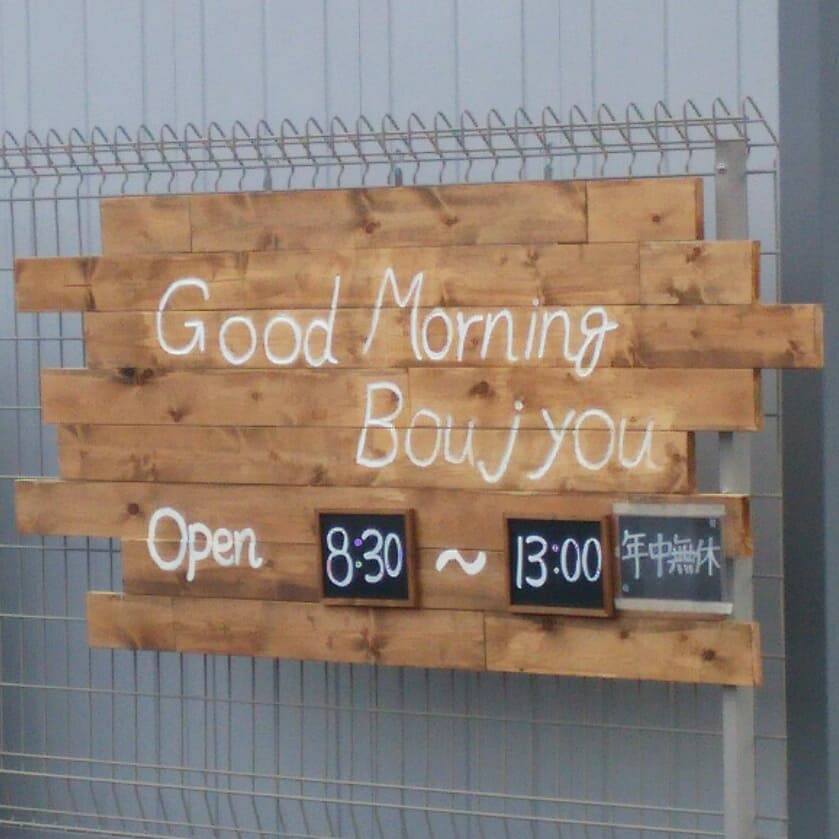 Good Morning
Boujyou
Open 8:30 ~ 13:00 年中無休